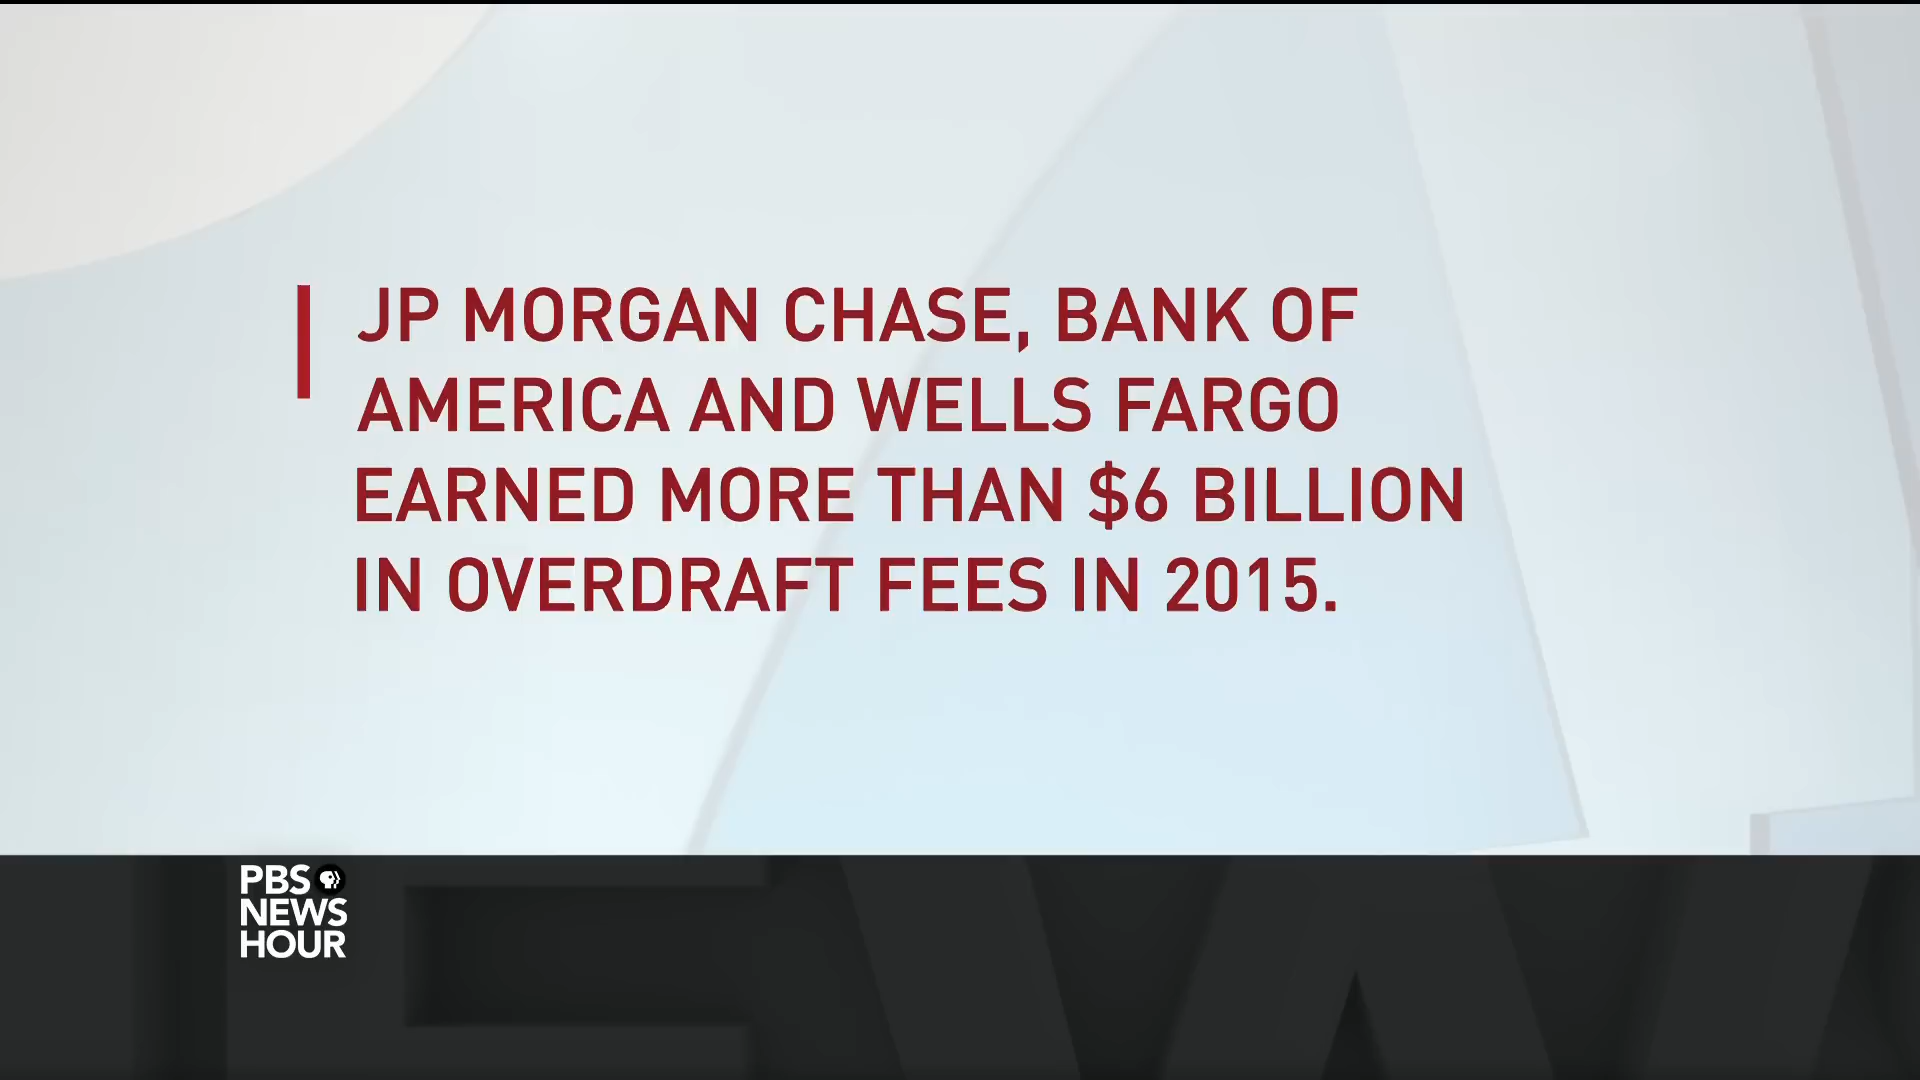 JP MORGAN CHASE, BANK OF
AMERICA AND WELLS FARGO
EARNED MORE THAN $6 BILLION
IN OVERDRAFT FEES IN 2015.
PBS
NEWS
HOUR